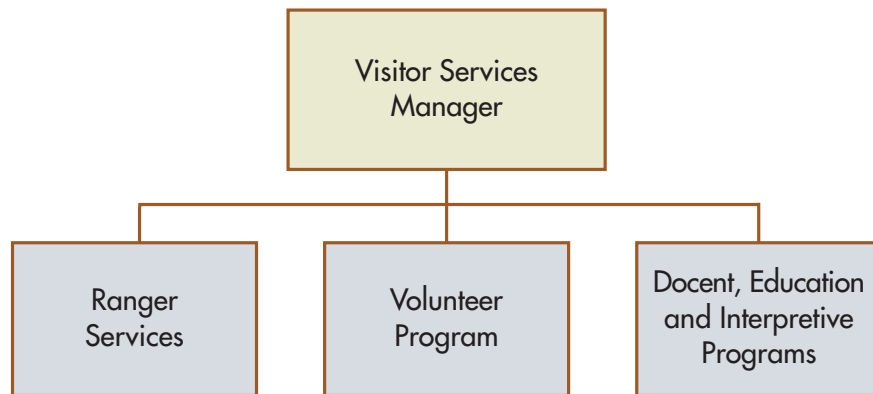 Visitor Services
Manager
Ranger
Services
Volunteer
Program
Docent, Education
and Interpretive
Programs